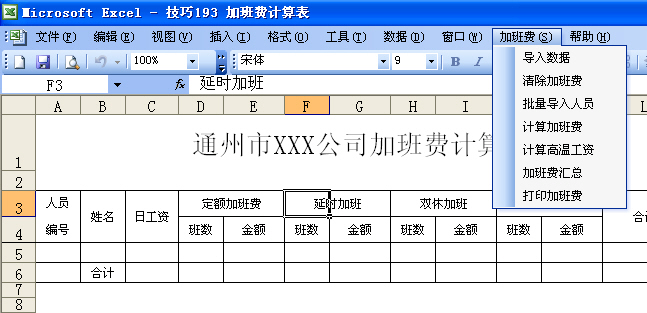 Microsoft Excel - 技巧193 加班费计算表
文件(F) 编辑(E) 视图(V) 插入(I) 格式(O) 工具(T) 数据(D) 窗口(W) 加班费(S) 帮助(H)
100% 宋体 9 B I
导入数据
清除加班费
批量导入人员
计算加班费
计算高温工资
加班费汇总
打印加班费
F3 fx 延时加班
A B C D E F G H I L
1 通州市XXX公司加班费计算
2
3 人员 姓名 日工资 定额加班费 延时加班 双休加班
4 编号 班数 金额 班数 金额 班数 金额 班数 金额
5
6 合计
7
8